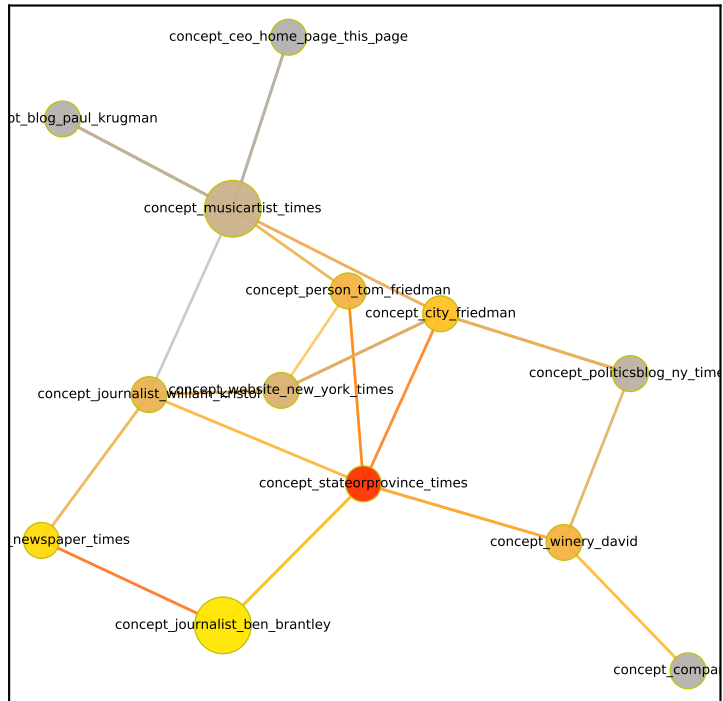 concept_ceo_home_page_this_page
pt_blog_paul_krugman
concept_musicartist_times
concept_person_tom_friedman
concept_city_friedman
concept_politicsblog_ny_time
concept_journalist_william_kristol
concept_website_new_york_times
concept_stateorprovince_times
_newspaper_times
concept_winery_david
concept_journalist_ben_brantley
concept_compa